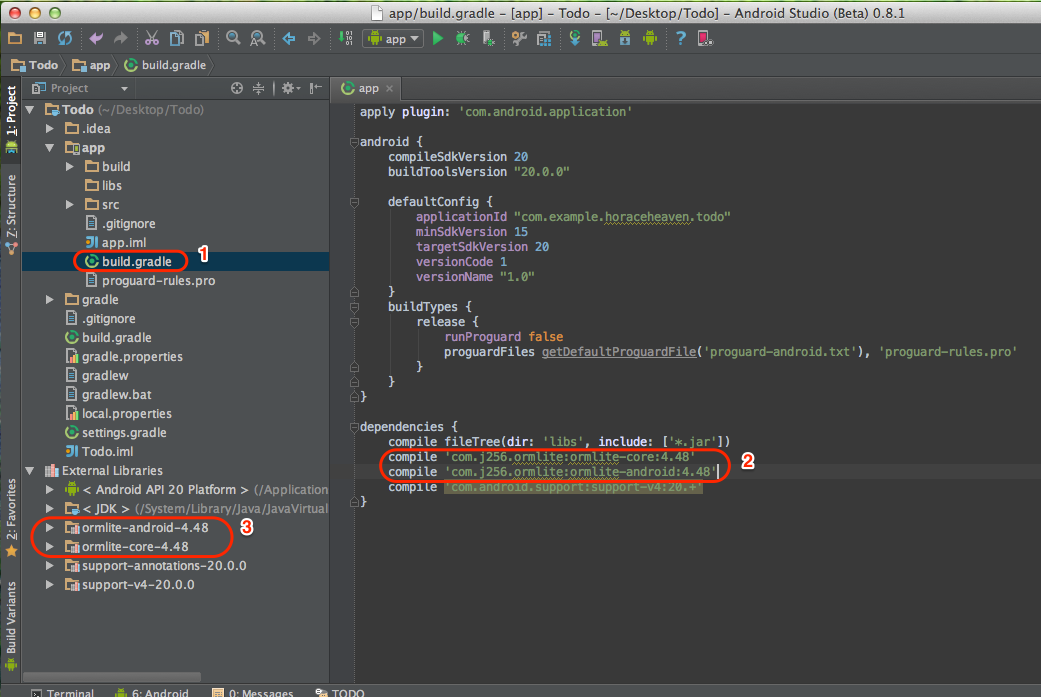 app/build.gradle - [app] - Todo - [~/Desktop/Todo] - Android Studio (Beta) 0.8.1
app
?
Todo
app
build.gradle
Project
app
1: Project
Z: Structure
2: Favorites
Build Variants
Todo (~/Desktop/Todo)
.idea
app
build
libs
src
.gitignore
app.iml
build.gradle
1
proguard-rules.pro
gradle
.gitignore
build.gradle
gradle.properties
gradlew
gradlew.bat
local.properties
settings.gradle
Todo.iml
External Libraries
< Android API 20 Platform > (/Application
< JDK > (/System/Library/Java/JavaVirtual
ormlite-android-4.48
3
ormlite-core-4.48
support-annotations-20.0.0
support-v4-20.0.0
apply plugin: 'com.android.application'
android {
compileSdkVersion 20
buildToolsVersion "20.0.0"
defaultConfig {
applicationId "com.example.horaceheaven.todo"
minSdkVersion 15
targetSdkVersion 20
versionCode 1
versionName "1.0"
}
buildTypes {
release {
runProguard false
proguardFiles getDefaultProguardFile('proguard-android.txt'), 'proguard-rules.pro'
}
}
}
dependencies {
compile fileTree(dir: 'libs', include: ['*.jar'])
compile 'com.j256.ormlite:ormlite-core:4.48'
2
compile 'com.j256.ormlite:ormlite-android:4.48'
compile 'com.android.support:support-v4:20.+'
}
Terminal
6: Android
0: Messages
TODO